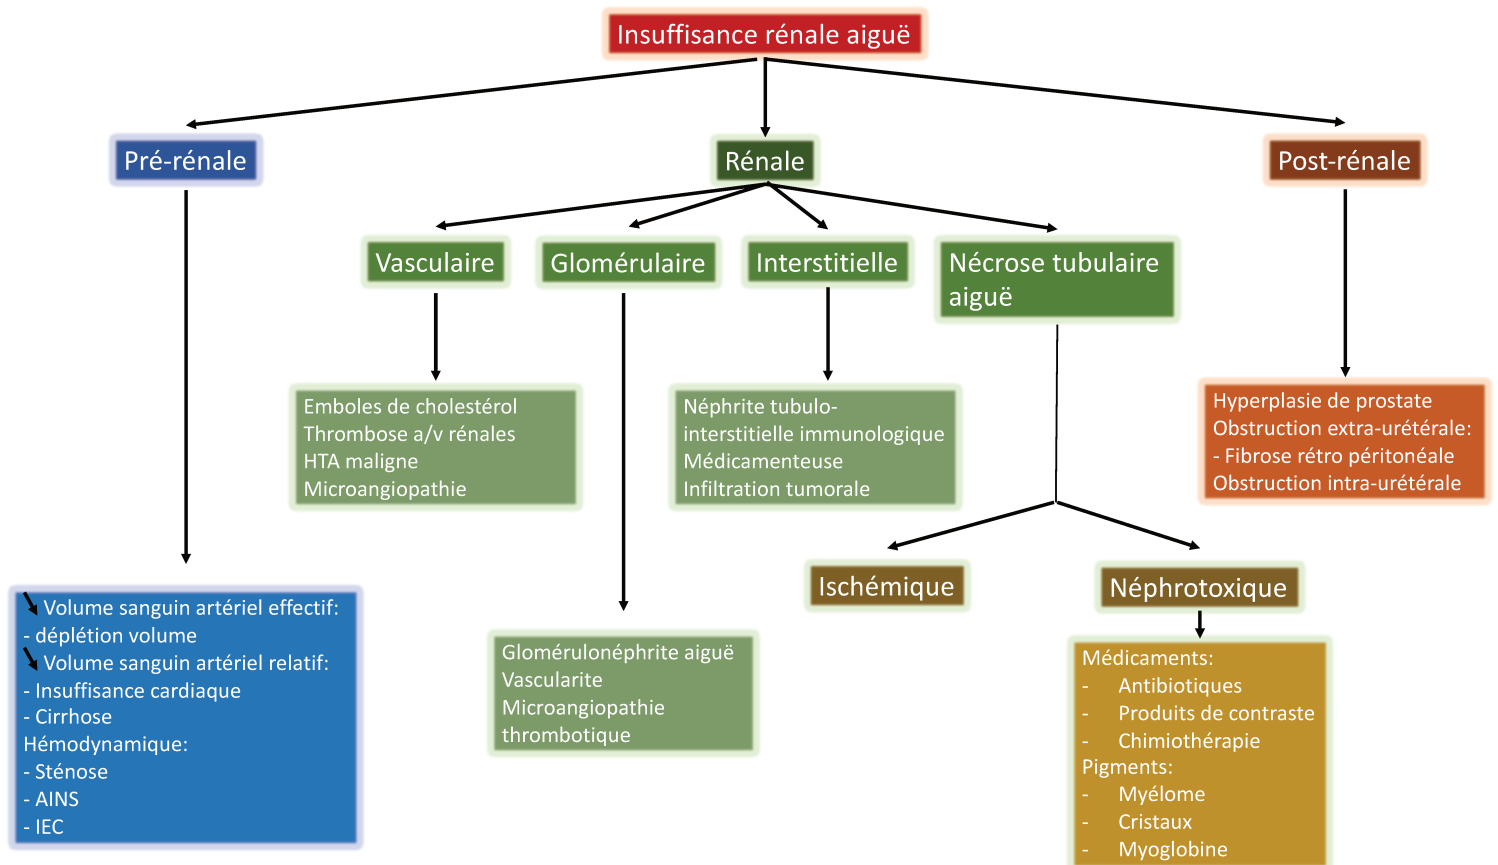 Insuffisance rénale aiguë
Pré-rénale
Rénale
Post-rénale
Vasculaire
Glomérulaire
Interstitielle
Nécrose tubulaire
aiguë
Emboles de cholestérol
Thrombose a/v rénales
HTA maligne
Microangiopathie
Néphrite tubulo-
interstitielle immunologique
Médicamenteuse
Infiltration tumorale
Hyperplasie de prostate
Obstruction extra-urétérale:
- Fibrose rétro péritonéale
Obstruction intra-urétérale
Ischémique
Néphrotoxique
Volume sanguin artériel effectif:
- déplétion volume
Volume sanguin artériel relatif:
- Insuffisance cardiaque
- Cirrhose
Hémodynamique:
- Sténose
- AINS
- IEC
Glomérulonéphrite aiguë
Vascularite
Microangiopathie
thrombotique
Médicaments:
- Antibiotiques
- Produits de contraste
- Chimiothérapie
Pigments:
- Myélome
- Cristaux
- Myoglobine